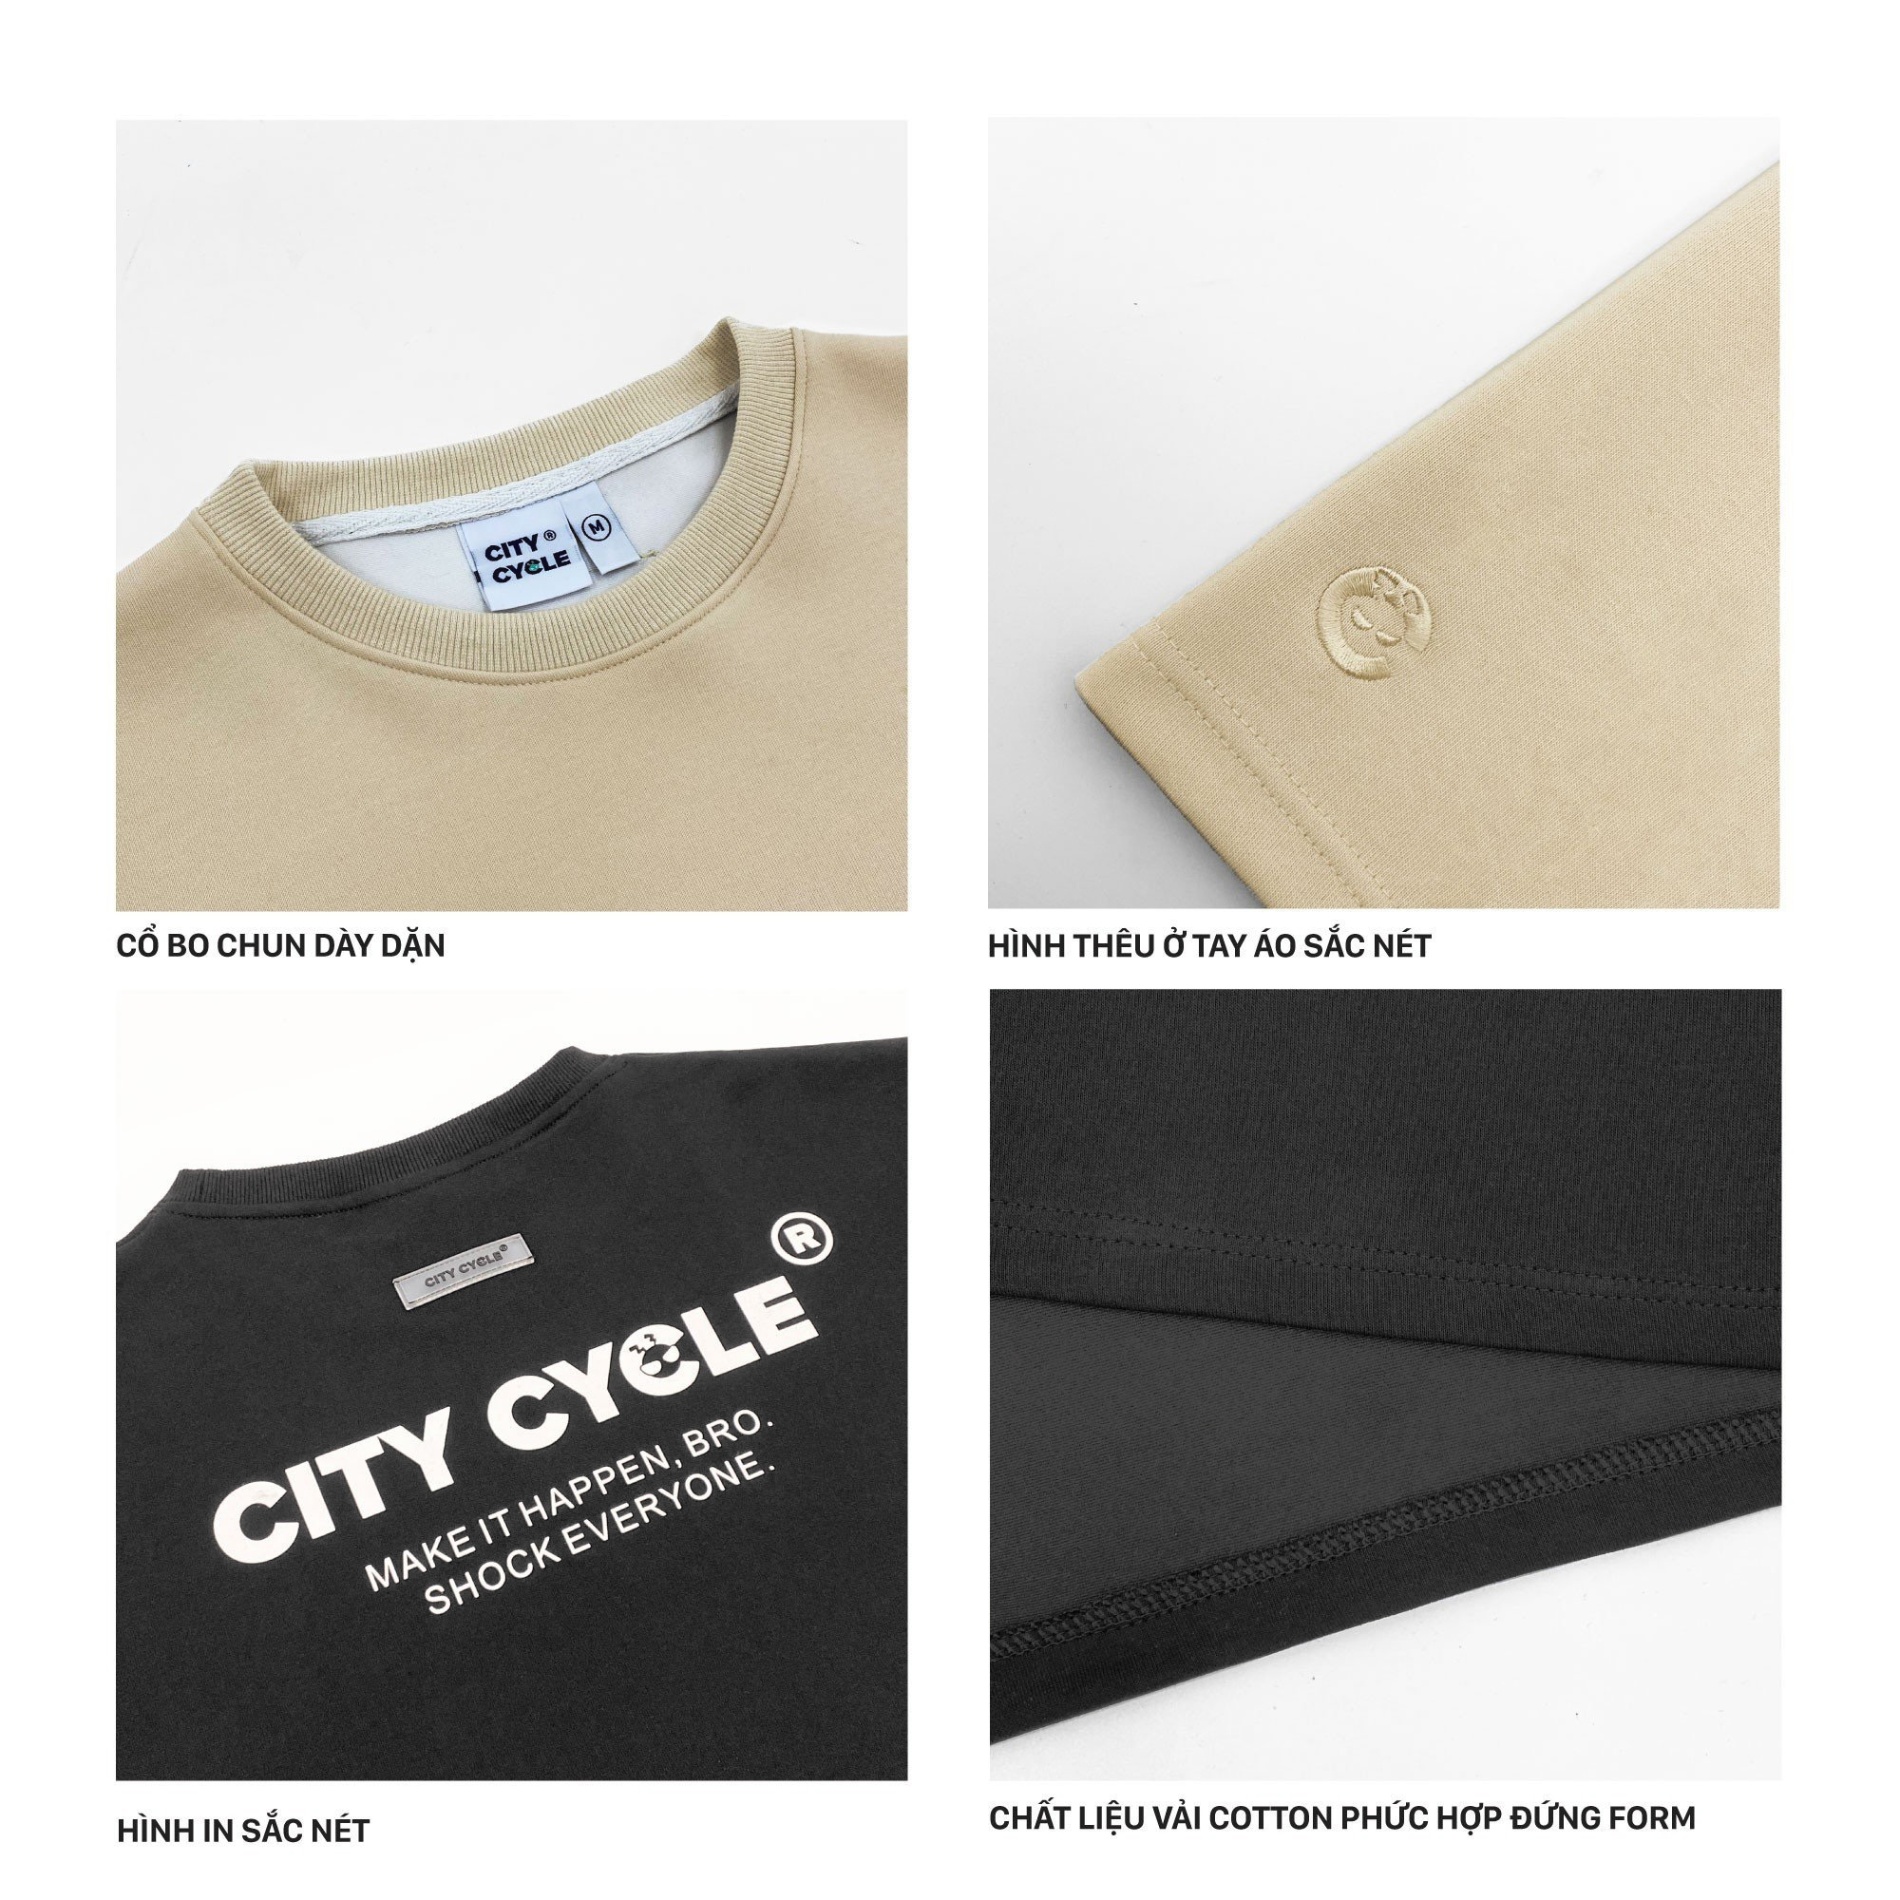 CITY ®
CYCLE
M
CỔ BO CHUN DÀY DẶN
HÌNH THÊU Ở TAY ÁO SẮC NÉT
CITY CYCLE®
CITY CYCLE®
MAKE IT HAPPEN, BRO.
SHOCK EVERYONE.
HÌNH IN SẮC NÉT
CHẤT LIỆU VẢI COTTON PHỨC HỢP ĐỨNG FORM